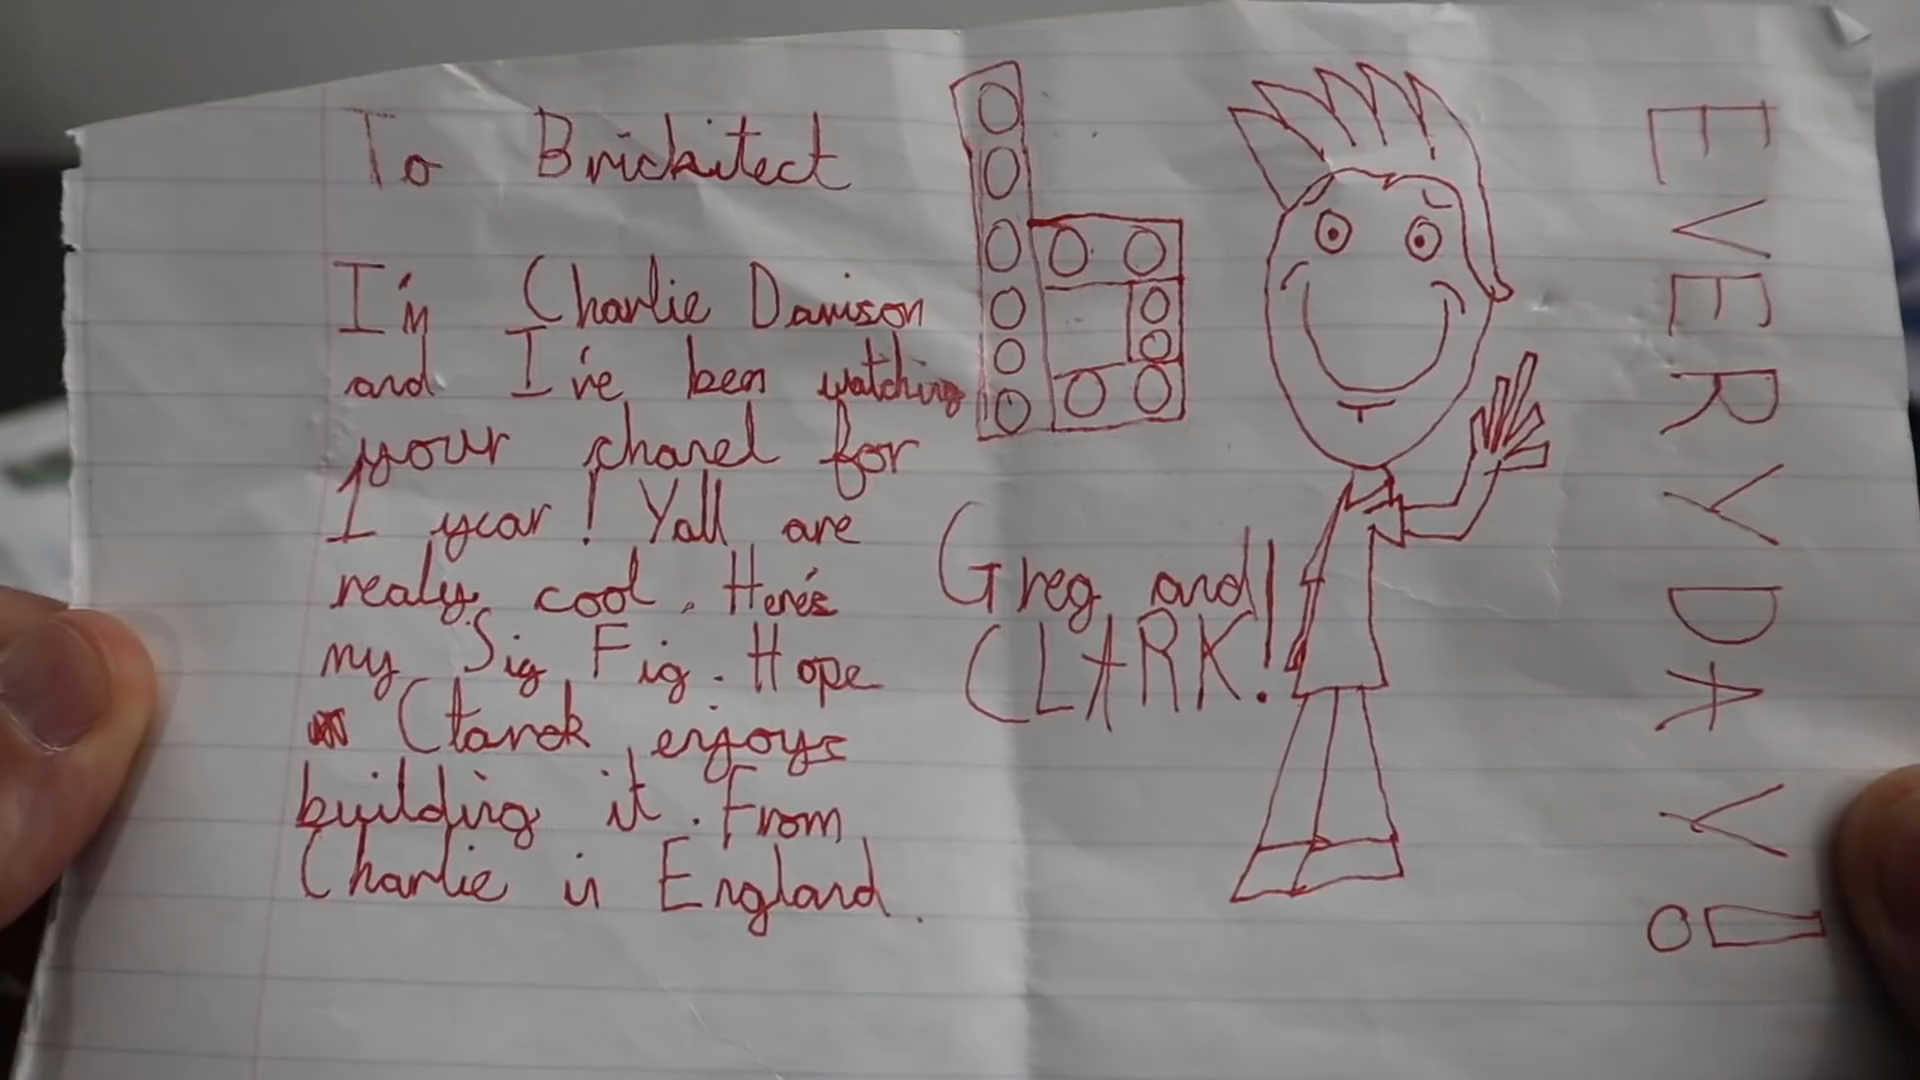 To Brickitect
I'm Charlie Davison
and I've been watching
your chanel for
1 year! Yall are
realy cool. Here's
my Sig Fig. Hope
Clarck enjoys
building it. From
Charlie in England.
Greg and
CLARK!
EVERYDAY!